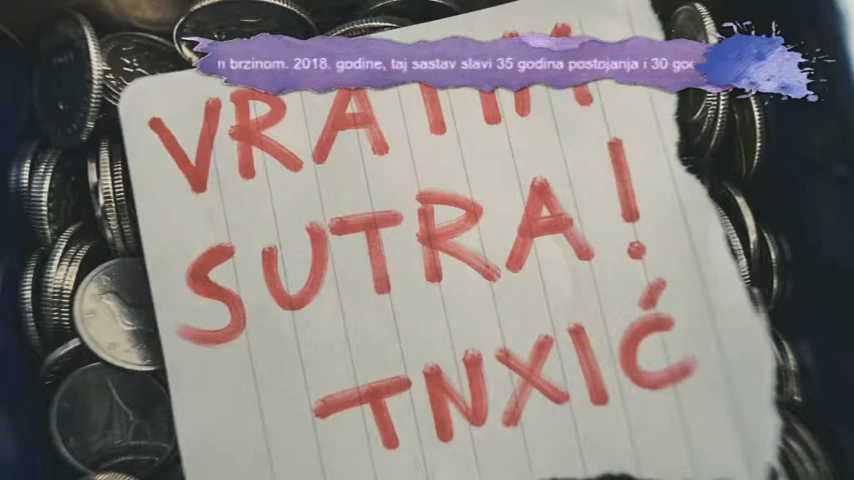 brzinom. 2018. godine, taj sastav slavi 35 godina postojanja i 30
VRATIM
SUTRA!
TNXIĆ